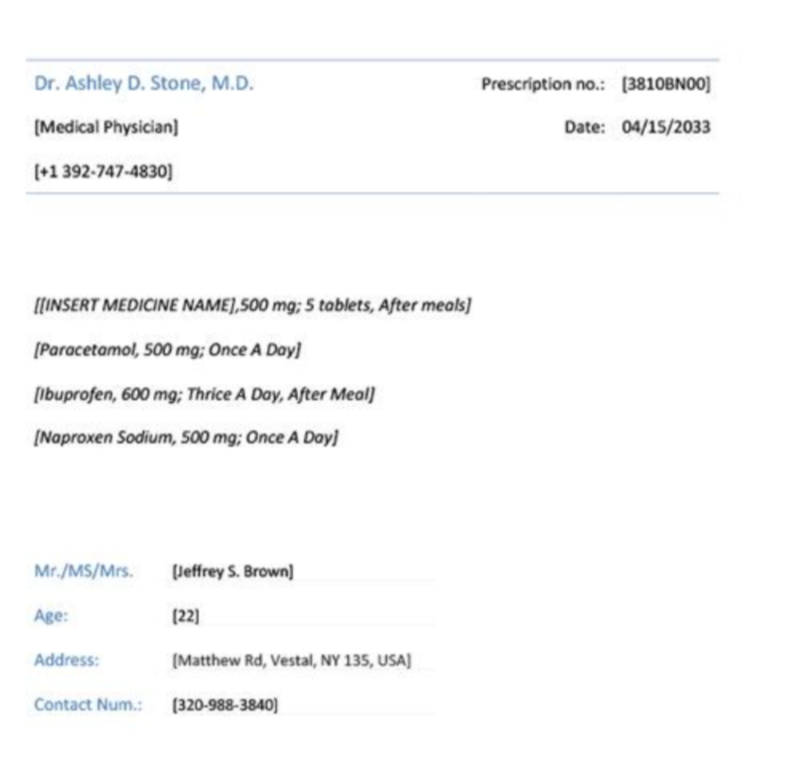 Dr. Ashley D. Stone, M.D.
Prescription no.: [3810BN00]
[Medical Physician]
Date: 04/15/2033
[+1 392-747-4830]
[[INSERT MEDICINE NAME],500 mg; 5 tablets, After meals]
[Paracetamol, 500 mg; Once A Day]
[Ibuprofen, 600 mg; Thrice A Day, After Meal]
[Naproxen Sodium, 500 mg; Once A Day]
Mr./MS/Mrs. [Jeffrey S. Brown]
Age: [22]
Address: [Matthew Rd, Vestal, NY 135, USA]
Contact Num.: [320-988-3840]